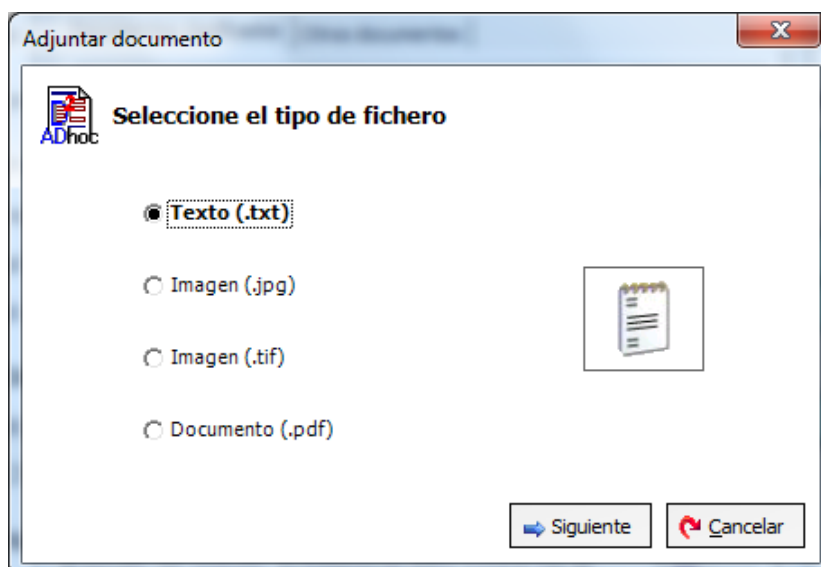 Adjuntar documento
X
ADhoc
Seleccione el tipo de fichero
Texto (.txt)
Imagen (.jpg)
Imagen (.tif)
Documento (.pdf)
Siguiente
Cancelar